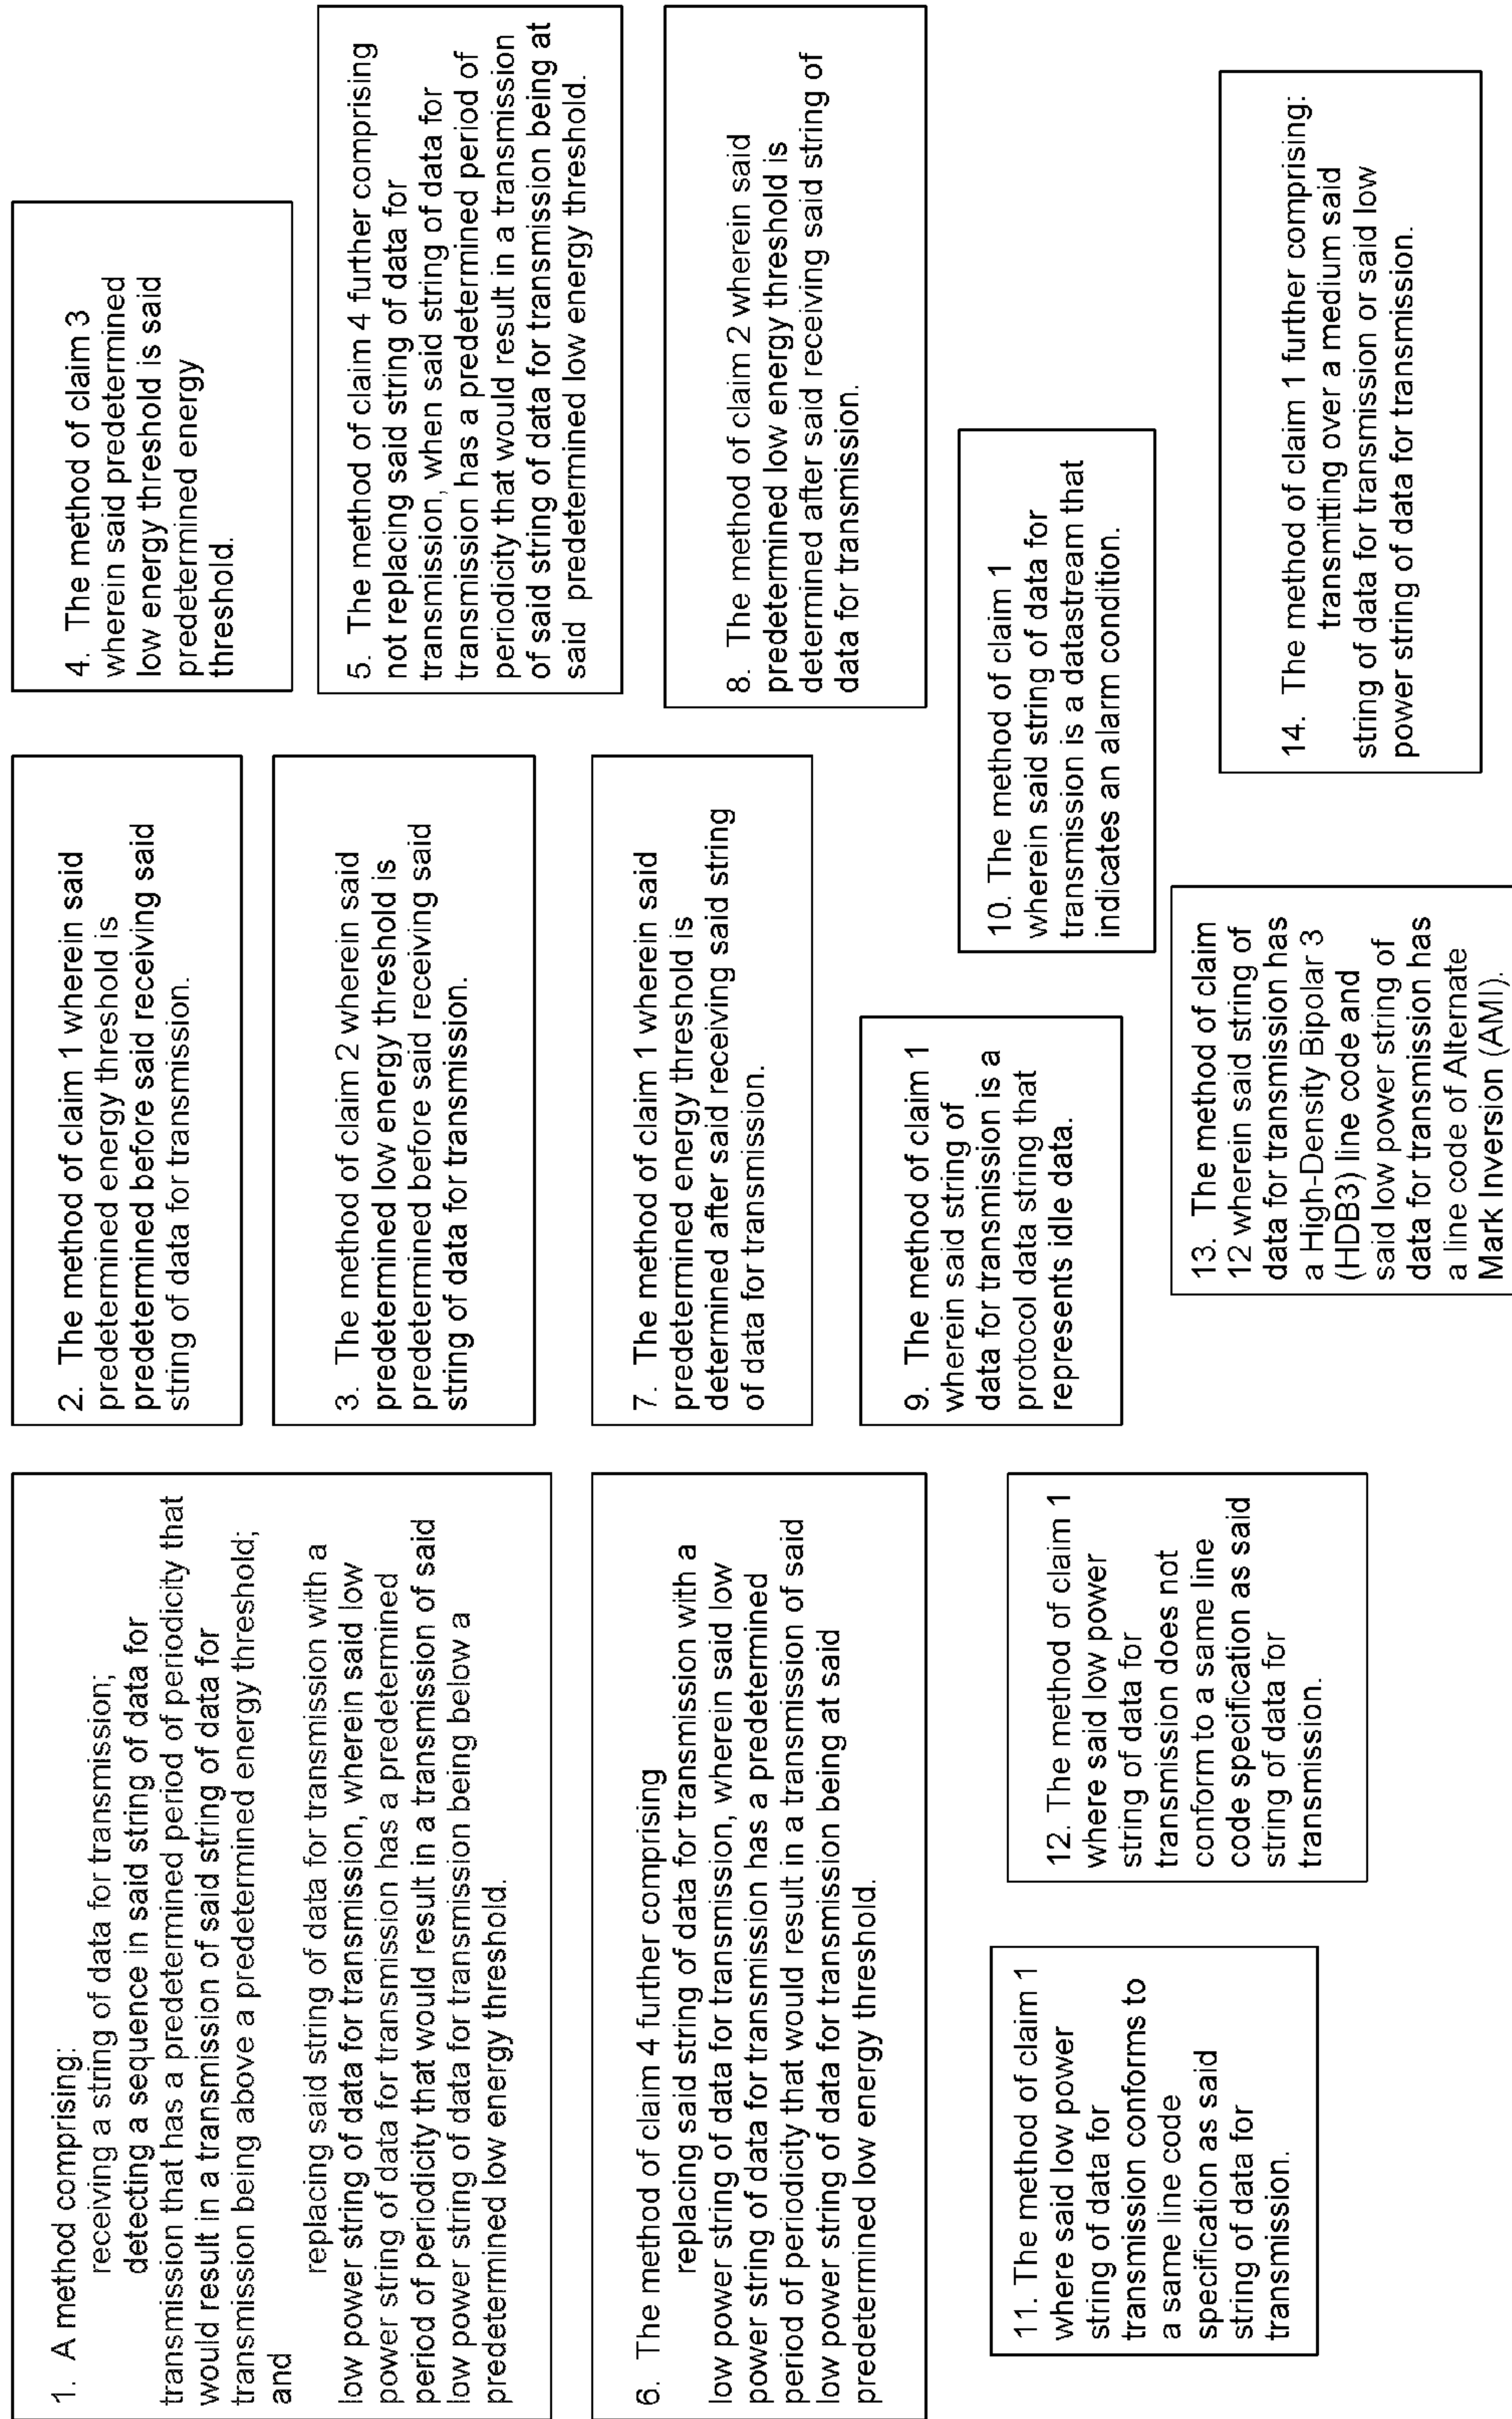 1. A method comprising:
receiving a string of data for transmission;
detecting a sequence in said string of data for
transmission that has a predetermined period of periodicity that
would result in a transmission of said string of data for
transmission being above a predetermined energy threshold;
and
replacing said string of data for transmission with a
low power string of data for transmission, wherein said low
power string of data for transmission has a predetermined
period of periodicity that would result in a transmission of said
low power string of data for transmission being below a
predetermined low energy threshold.
2. The method of claim 1 wherein said
predetermined energy threshold is
predetermined before said receiving said
string of data for transmission.
3. The method of claim 2 wherein said
predetermined low energy threshold is
predetermined before said receiving said
string of data for transmission.
4. The method of claim 3
wherein said predetermined
low energy threshold is said
predetermined energy
threshold.
5. The method of claim 4 further comprising
not replacing said string of data for
transmission, when said string of data for
transmission has a predetermined period of
periodicity that would result in a transmission
of said string of data for transmission being at
said predetermined low energy threshold.
6. The method of claim 4 further comprising
replacing said string of data for transmission with a
low power string of data for transmission, wherein said low
power string of data for transmission has a predetermined
period of periodicity that would result in a transmission of said
low power string of data for transmission being at said
predetermined low energy threshold.
7. The method of claim 1 wherein said
predetermined energy threshold is
determined after said receiving said string
of data for transmission.
8. The method of claim 2 wherein said
predetermined low energy threshold is
determined after said receiving said string of
data for transmission.
9. The method of claim 1
wherein said string of
data for transmission is a
protocol data string that
represents idle data.
10. The method of claim 1
wherein said string of data for
transmission is a datastream that
indicates an alarm condition.
11. The method of claim 1
where said low power
string of data for
transmission conforms to
a same line code
specification as said
string of data for
transmission.
12. The method of claim 1
where said low power
string of data for
transmission does not
conform to a same line
code specification as said
string of data for
transmission.
13. The method of claim
12 wherein said string of
data for transmission has
a High-Density Bipolar 3
(HDB3) line code and
said low power string of
data for transmission has
a line code of Alternate
Mark Inversion (AMI).
14. The method of claim 1 further comprising:
transmitting over a medium said
string of data for transmission or said low
power string of data for transmission.